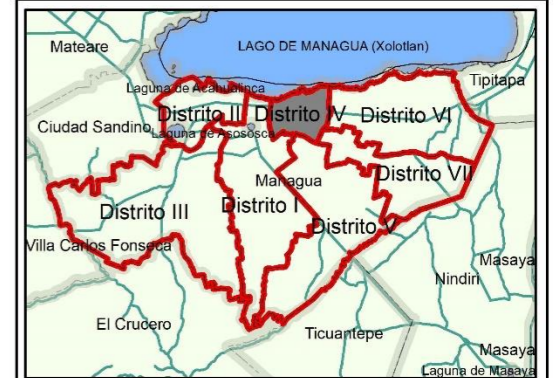 Mateare
LAGO DE MANAGUA (Xolotlan)
Tipitapa
Laguna de Acahualinca
Distrito II
Distrito IV
Distrito VI
Ciudad Sandino
Laguna de Asososca
Managua
Distrito VII
Distrito III
Distrito I
Distrito V
Villa Carlos Fonseca
Masaya
Nindiri
El Crucero
Ticuantepe
Masaya
Laguna de Masaya